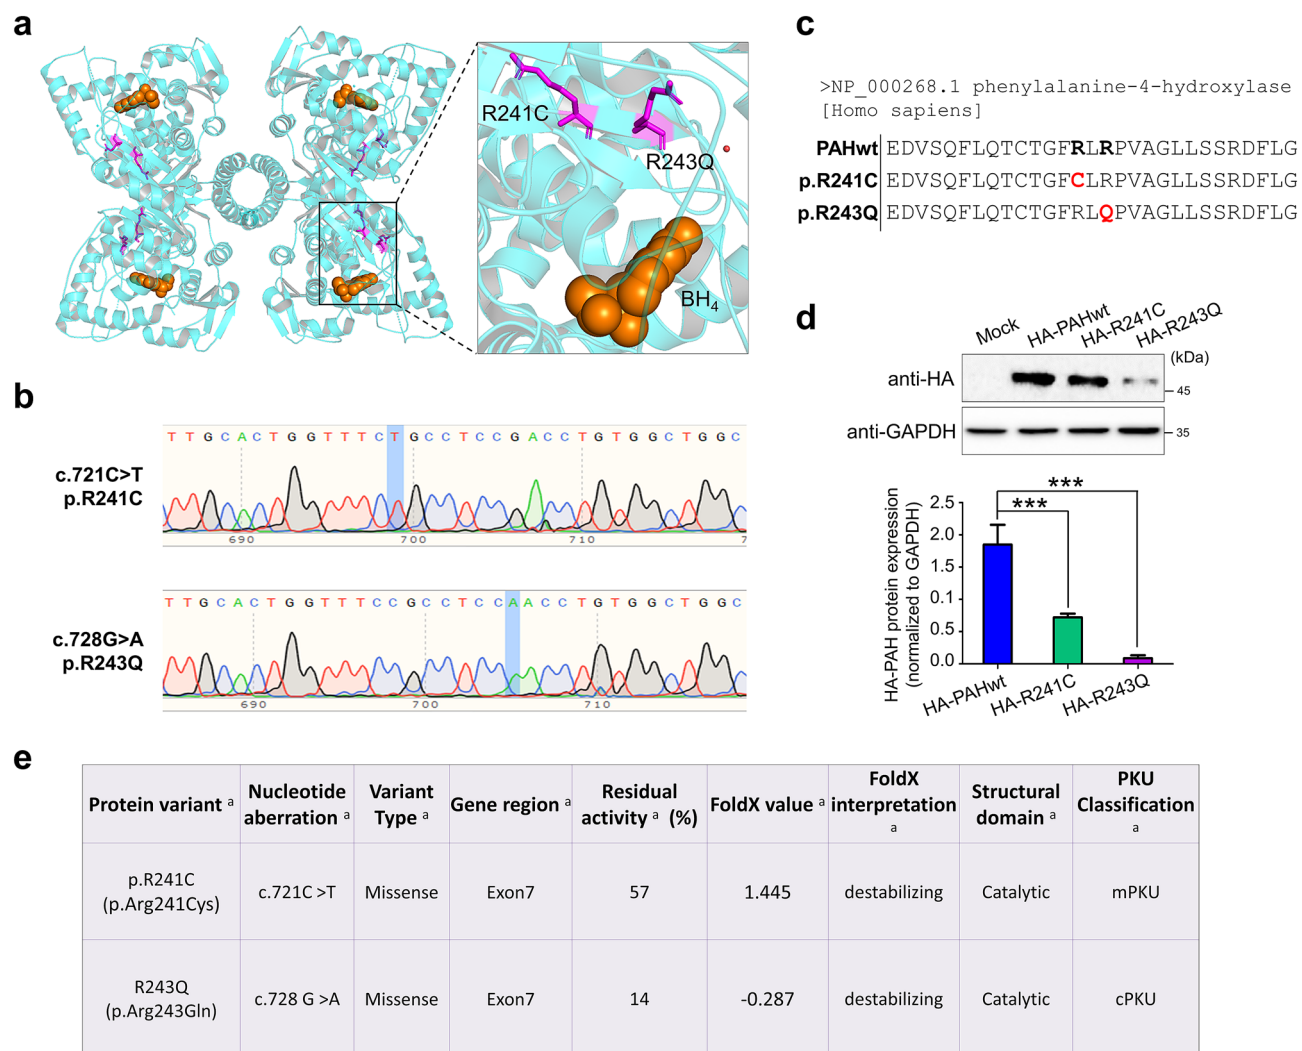 a
R241C
R243Q
BH4
b
c.721C>T
p.R241C
T T G C A C T G G T T T C T G C C T C C G A C C T G T G G C T G G C
690 700 710 7
c.728G>A
p.R243Q
T T G C A C T G G T T T C C G C C T C C A A C C T G T G G C T G G C
690 700 710
c
>NP_000268.1 phenylalanine-4-hydroxylase
[Homo sapiens]
PAHwt EDVSQFLQTCTGFRLRPVAGLLSSRDFLG
p.R241C EDVSQFLQTCTGFCLRPVAGLLSSRDFLG
p.R243Q EDVSQFLQTCTGFRLQPVAGLLSSRDFLG
d
Mock HA-PAHwt HA-R241C HA-R243Q
(kDa)
anti-HA 45
anti-GAPDH 35
HA-PAH protein expression
(normalized to GAPDH)
2.5
2.0
1.5
0.1
0.5
0.0
***
***
HA-PAHwt HA-R241C HA-R243Q
e
Protein variant a Nucleotide aberration a Variant Type a Gene region a Residual activity a (%) FoldX value a FoldX interpretation a Structural domain a PKU Classification a
p.R241C (p.Arg241Cys) c.721C >T Missense Exon7 57 1.445 destabilizing Catalytic mPKU
R243Q (p.Arg243Gln) c.728 G >A Missense Exon7 14 -0.287 destabilizing Catalytic cPKU